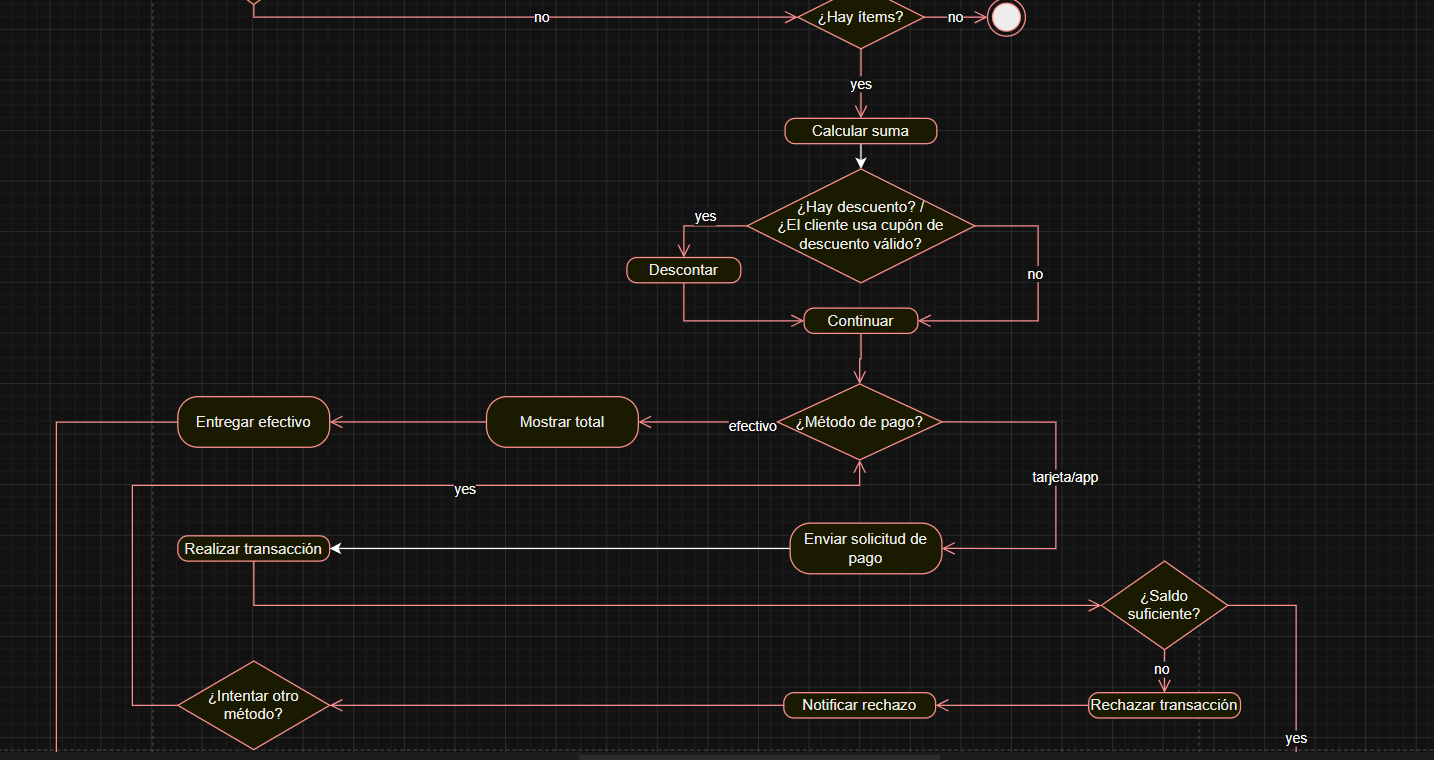 no
¿Hay ítems?
no
yes
Calcular suma
¿Hay descuento? /
¿El cliente usa cupón de
descuento válido?
yes
Descontar
no
Continuar
Entregar efectivo
Mostrar total
efectivo
¿Método de pago?
tarjeta/app
yes
Realizar transacción
Enviar solicitud de
pago
¿Saldo
suficiente?
no
¿Intentar otro
método?
Notificar rechazo
Rechazar transacción
yes